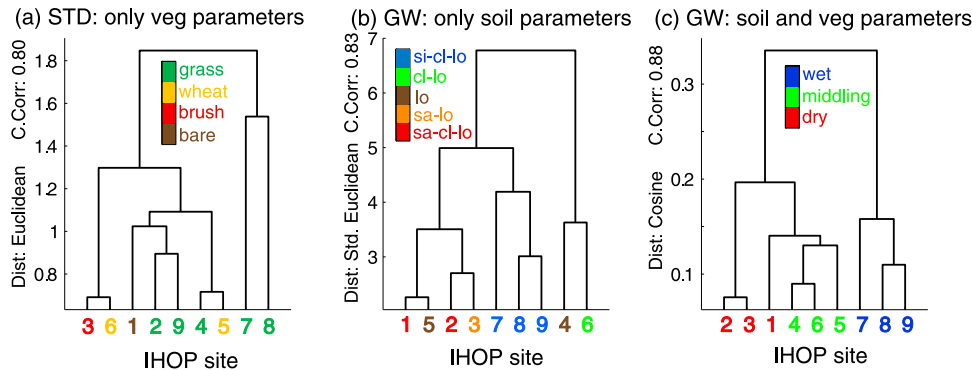 (a) STD: only veg parameters
Dist: Euclidean C.Corr: 0.80
1.8
1.6
1.4
1.2
1
0.8
grass
wheat
brush
bare
3 6 1 2 9 4 5 7 8
IHOP site
(b) GW: only soil parameters
Dist: Std. Euclidean C.Corr: 0.83
7
6
5
4
3
si-cl-lo
cl-lo
lo
sa-lo
sa-cl-lo
1 5 2 3 7 8 9 4 6
IHOP site
(c) GW: soil and veg parameters
Dist: Cosine C.Corr: 0.88
0.3
0.2
0.1
wet
middling
dry
2 3 1 4 6 5 7 8 9
IHOP site